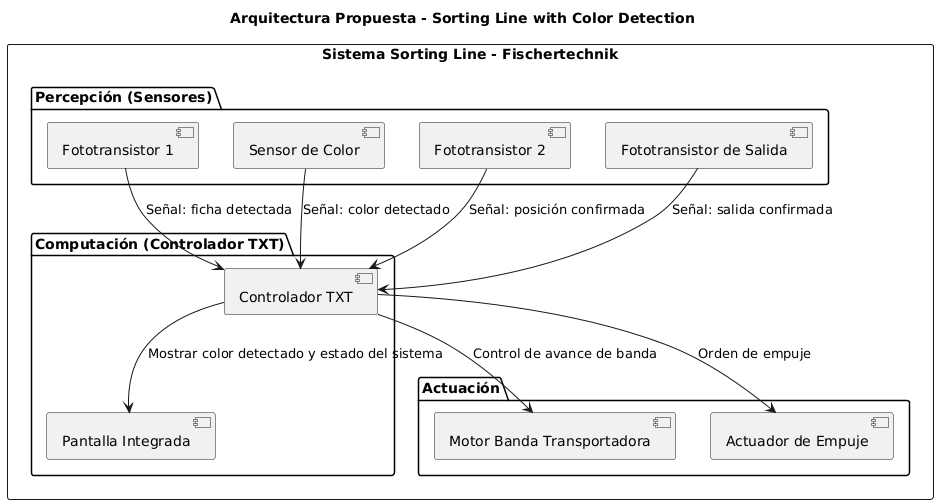 Arquitectura Propuesta - Sorting Line with Color Detection
Sistema Sorting Line - Fischertechnik
Percepción (Sensores)
Fototransistor 1
Sensor de Color
Fototransistor 2
Fototransistor de Salida
Señal: ficha detectada
Señal: color detectado
Señal: posición confirmada
Señal: salida confirmada
Computación (Controlador TXT)
Controlador TXT
Mostrar color detectado y estado del sistema
Control de avance de banda
Orden de empuje
Actuación
Pantalla Integrada
Motor Banda Transportadora
Actuador de Empuje